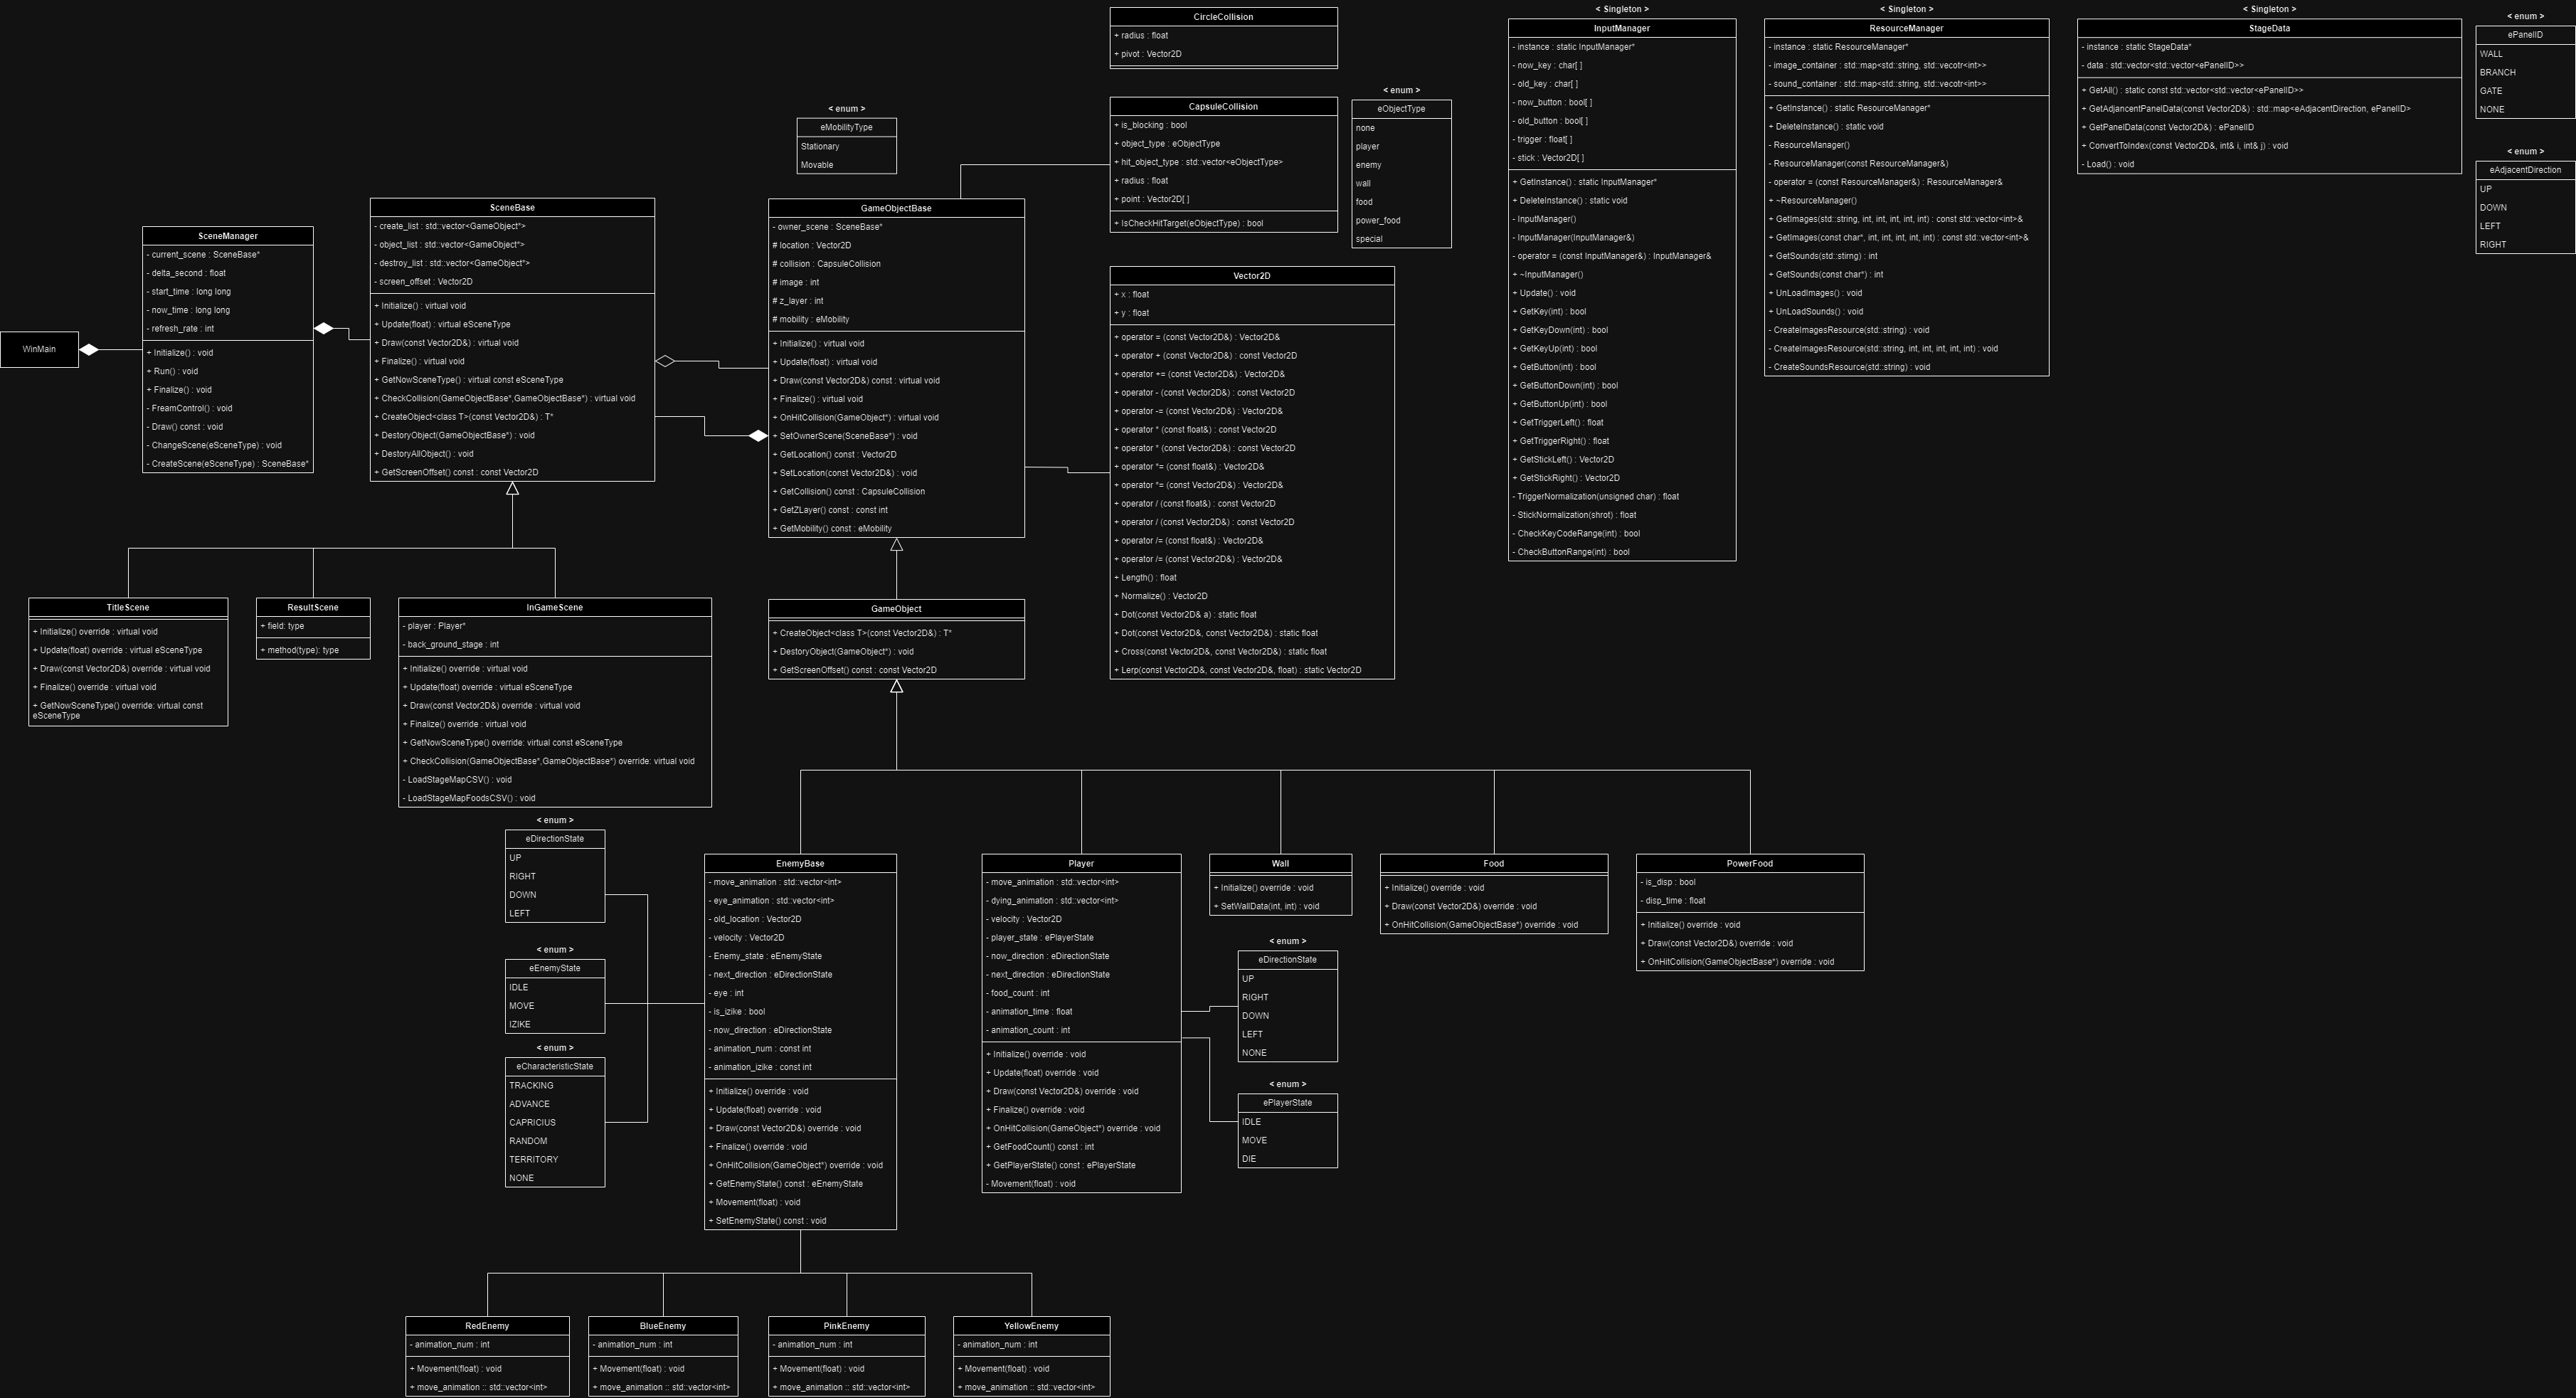 WinMain
SceneManager
- current_scene : SceneBase*
- delta_second : float
- start_time : long long
- now_time : long long
- refresh_rate : int
+ Initialize() : void
+ Run() : void
+ Finalize() : void
- FreamControl() : void
- Draw() const : void
- ChangeScene(eSceneType) : void
- CreateScene(eSceneType) : SceneBase*
SceneBase
- create_list : std::vector<GameObject*>
- object_list : std::vector<GameObject*>
- destroy_list : std::vector<GameObject*>
- screen_offset : Vector2D
+ Initialize() : virtual void
+ Update(float) : virtual eSceneType
+ Draw(const Vector2D&) : virtual void
+ Finalize() : virtual void
+ GetNowSceneType() : virtual const eSceneType
+ CheckCollision(GameObjectBase*,GameObjectBase*) : virtual void
+ CreateObject<class T>(const Vector2D&) : T*
+ DestoryObject(GameObjectBase*) : void
+ DestoryAllObject() : void
+ GetScreenOffset() const : const Vector2D
< enum >
eMobilityType
Stationary
Movable
GameObjectBase
- owner_scene : SceneBase*
# location : Vector2D
# collision : CapsuleCollision
# image : int
# z_layer : int
# mobility : eMobility
+ Initialize() : virtual void
+ Update(float) : virtual void
+ Draw(const Vector2D&) const : virtual void
+ Finalize() : virtual void
+ OnHitCollision(GameObject*) : virtual void
+ SetOwnerScene(SceneBase*) : void
+ GetLocation() const : Vector2D
+ SetLocation(const Vector2D&) : void
+ GetCollision() const : CapsuleCollision
+ GetZLayer() const : const int
+ GetMobility() const : eMobility
CircleCollision
+ radius : float
+ pivot : Vector2D
CapsuleCollision
+ is_blocking : bool
+ object_type : eObjectType
+ hit_object_type : std::vector<eObjectType>
+ radius : float
+ point : Vector2D[ ]
+ IsCheckHitTarget(eObjectType) : bool
< enum >
eObjectType
none
player
enemy
wall
food
power_food
special
Vector2D
+ x : float
+ y : float
+ operator = (const Vector2D&) : Vector2D&
+ operator + (const Vector2D&) : const Vector2D
+ operator += (const Vector2D&) : Vector2D&
+ operator - (const Vector2D&) : const Vector2D
+ operator -= (const Vector2D&) : Vector2D&
+ operator * (const float&) : const Vector2D
+ operator * (const Vector2D&) : const Vector2D
+ operator *= (const float&) : Vector2D&
+ operator *= (const Vector2D&) : Vector2D&
+ operator / (const float&) : const Vector2D
+ operator / (const Vector2D&) : const Vector2D
+ operator /= (const float&) : Vector2D&
+ operator /= (const Vector2D&) : Vector2D&
+ Length() : float
+ Normalize() : Vector2D
+ Dot(const Vector2D& a) : static float
+ Dot(const Vector2D&, const Vector2D&) : static float
+ Cross(const Vector2D&, const Vector2D&) : static float
+ Lerp(const Vector2D&, const Vector2D&, float) : static Vector2D
< Singleton >
InputManager
- instance : static InputManager*
- now_key : char[ ]
- old_key : char[ ]
- now_button : bool[ ]
- old_button : bool[ ]
- trigger : float[ ]
- stick : Vector2D[ ]
+ GetInstance() : static InputManager*
+ DeleteInstance() : static void
- InputManager()
- InputManager(InputManager&)
- operator = (const InputManager&) : InputManager&
+ ~InputManager()
+ Update() : void
+ GetKey(int) : bool
+ GetKeyDown(int) : bool
+ GetKeyUp(int) : bool
+ GetButton(int) : bool
+ GetButtonDown(int) : bool
+ GetButtonUp(int) : bool
+ GetTriggerLeft() : float
+ GetTriggerRight() : float
+ GetStickLeft() : Vector2D
+ GetStickRight() : Vector2D
- TriggerNormalization(unsigned char) : float
- StickNormalization(shrot) : float
- CheckKeyCodeRange(int) : bool
- CheckButtonRange(int) : bool
< Singleton >
ResourceManager
- instance : static ResourceManager*
- image_container : std::map<std::string, std::vecotr<int>>
- sound_container : std::map<std::string, std::vecotr<int>>
+ GetInstance() : static ResourceManager*
+ DeleteInstance() : static void
- ResourceManager()
- ResourceManager(const ResourceManager&)
- operator = (const ResourceManager&) : ResourceManager&
+ ~ResourceManager()
+ GetImages(std::string, int, int, int, int, int) : const std::vector<int>&
+ GetImages(const char*, int, int, int, int, int) : const std::vector<int>&
+ GetSounds(std::stirng) : int
+ GetSounds(const char*) : int
+ UnLoadImages() : void
+ UnLoadSounds() : void
- CreateImagesResource(std::string) : void
- CreateImagesResource(std::string, int, int, int, int, int) : void
- CreateSoundsResource(std::string) : void
< Singleton >
StageData
- instance : static StageData*
- data : std::vector<std::vector<ePanelID>>
+ GetAll() : static const std::vector<std::vector<ePanelID>>
+ GetAdjancentPanelData(const Vector2D&) : std::map<eAdjacentDirection, ePanelID>
+ GetPanelData(const Vector2D&) : ePanelID
+ ConvertToIndex(const Vector2D&, int& i, int& j) : void
- Load() : void
< enum >
ePanelID
WALL
BRANCH
GATE
NONE
< enum >
eAdjacentDirection
UP
DOWN
LEFT
RIGHT
TitleScene
+ Initialize() override : virtual void
+ Update(float) override : virtual eSceneType
+ Draw(const Vector2D&) override : virtual void
+ Finalize() override : virtual void
+ GetNowSceneType() override: virtual const
eSceneType
ResultScene
+ field: type
+ method(type): type
InGameScene
- player : Player*
- back_ground_stage : int
+ Initialize() override : virtual void
+ Update(float) override : virtual eSceneType
+ Draw(const Vector2D&) override : virtual void
+ Finalize() override : virtual void
+ GetNowSceneType() override: virtual const eSceneType
+ CheckCollision(GameObjectBase*,GameObjectBase*) override: virtual void
- LoadStageMapCSV() : void
- LoadStageMapFoodsCSV() : void
GameObject
+ CreateObject<class T>(const Vector2D&) : T*
+ DestoryObject(GameObject*) : void
+ GetScreenOffset() const : const Vector2D
< enum >
eDirectionState
UP
RIGHT
DOWN
LEFT
< enum >
eEnemyState
IDLE
MOVE
IZIKE
< enum >
eCharacteristicState
TRACKING
ADVANCE
CAPRICIUS
RANDOM
TERRITORY
NONE
EnemyBase
- move_animation : std::vector<int>
- eye_animation : std::vector<int>
- old_location : Vector2D
- velocity : Vector2D
- Enemy_state : eEnemyState
- next_direction : eDirectionState
- eye : int
- is_izike : bool
- now_direction : eDirectionState
- animation_num : const int
- animation_izike : const int
+ Initialize() override : void
+ Update(float) override : void
+ Draw(const Vector2D&) override : void
+ Finalize() override : void
+ OnHitCollision(GameObject*) override : void
+ GetEnemyState() const : eEnemyState
+ Movement(float) : void
+ SetEnemyState() const : void
Player
- move_animation : std::vector<int>
- dying_animation : std::vector<int>
- velocity : Vector2D
- player_state : ePlayerState
- now_direction : eDirectionState
- next_direction : eDirectionState
- food_count : int
- animation_time : float
- animation_count : int
+ Initialize() override : void
+ Update(float) override : void
+ Draw(const Vector2D&) override : void
+ Finalize() override : void
+ OnHitCollision(GameObject*) override : void
+ GetFoodCount() const : int
+ GetPlayerState() const : ePlayerState
- Movement(float) : void
Wall
+ Initialize() override : void
+ SetWallData(int, int) : void
< enum >
eDirectionState
UP
RIGHT
DOWN
LEFT
NONE
< enum >
ePlayerState
IDLE
MOVE
DIE
Food
+ Initialize() override : void
+ Draw(const Vector2D&) override : void
+ OnHitCollision(GameObjectBase*) override : void
PowerFood
- is_disp : bool
- disp_time : float
+ Initialize() override : void
+ Draw(const Vector2D&) override : void
+ OnHitCollision(GameObjectBase*) override : void
RedEnemy
- animation_num : int
+ Movement(float) : void
+ move_animation :: std::vector<int>
BlueEnemy
- animation_num : int
+ Movement(float) : void
+ move_animation :: std::vector<int>
PinkEnemy
- animation_num : int
+ Movement(float) : void
+ move_animation :: std::vector<int>
YellowEnemy
- animation_num : int
+ Movement(float) : void
+ move_animation :: std::vector<int>